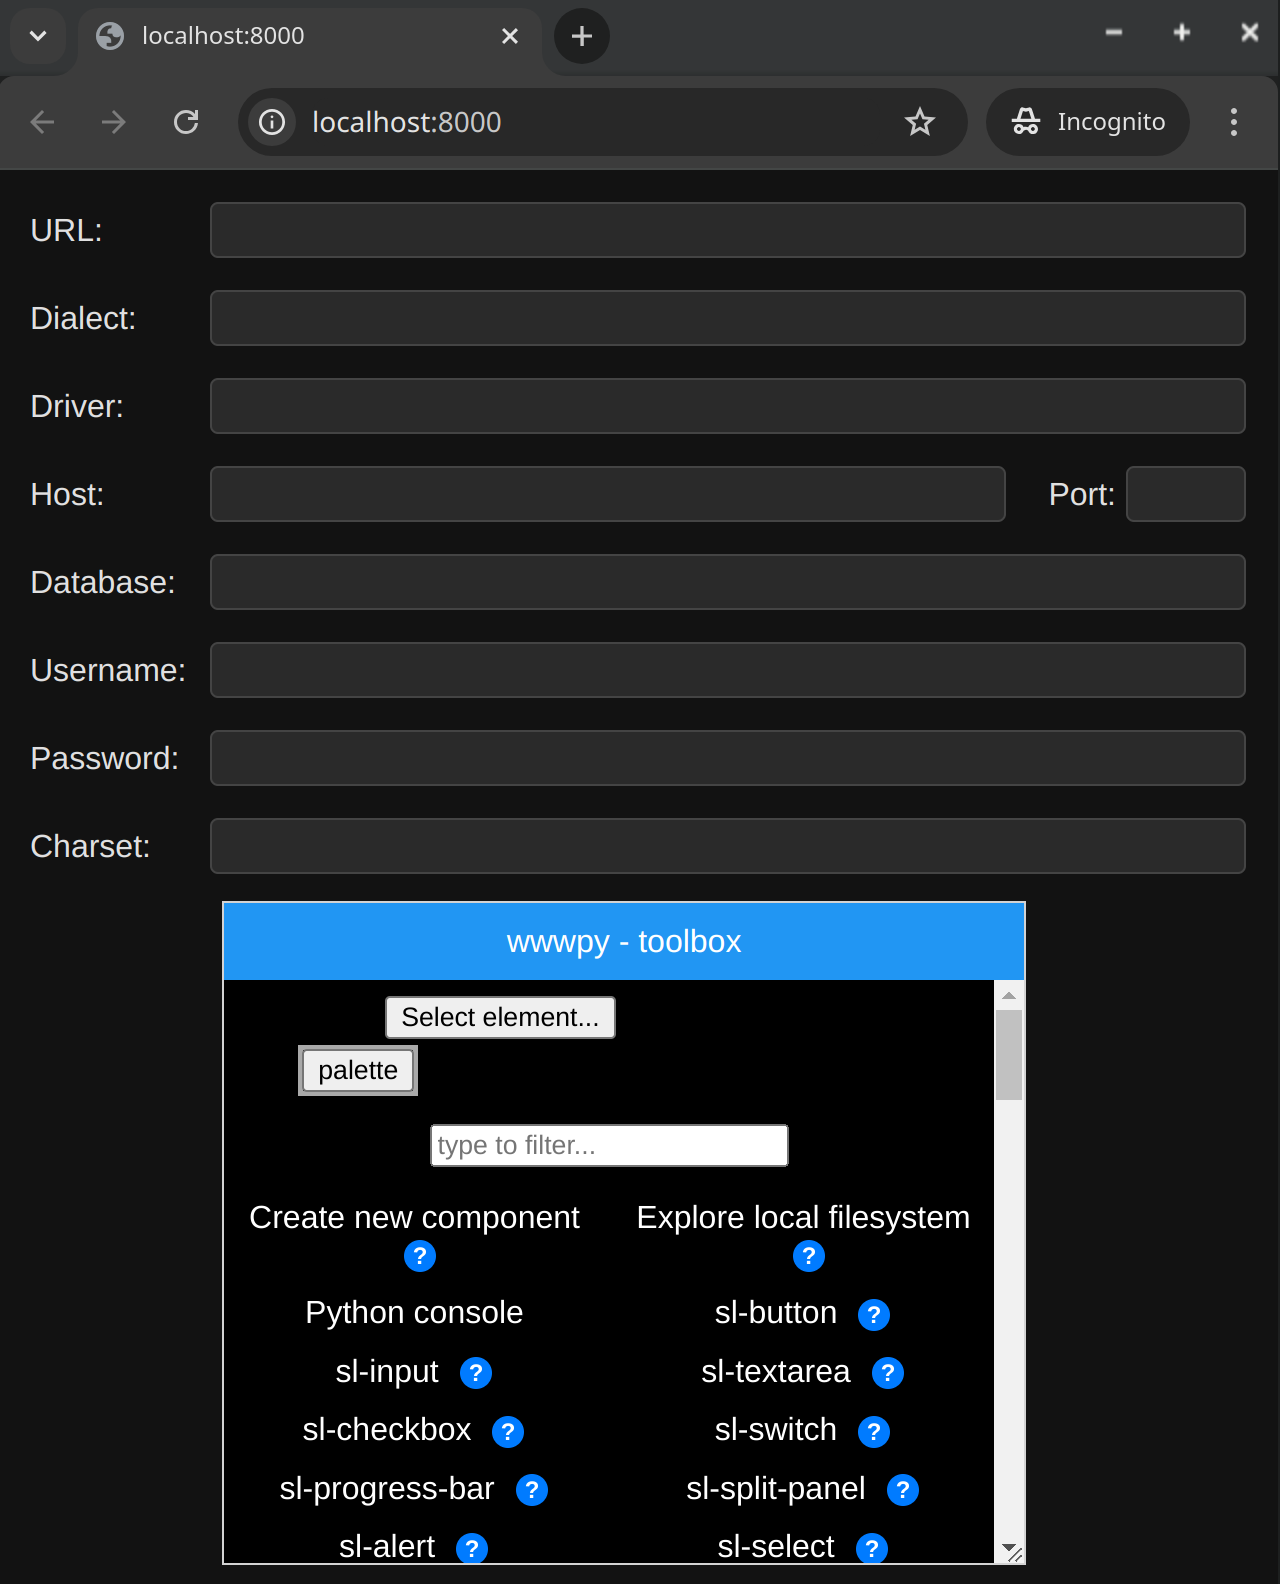 localhost:8000
localhost:8000 Incognito
URL:
Dialect:
Driver:
Host: Port:
Database:
Username:
Password:
Charset:
wwwpy - toolbox
Select element...
palette
type to filter...
Create new component ? Explore local filesystem ?
Python console sl-button ?
sl-input ? sl-textarea ?
sl-checkbox ? sl-switch ?
sl-progress-bar ? sl-split-panel ?
sl-alert ? sl-select ?